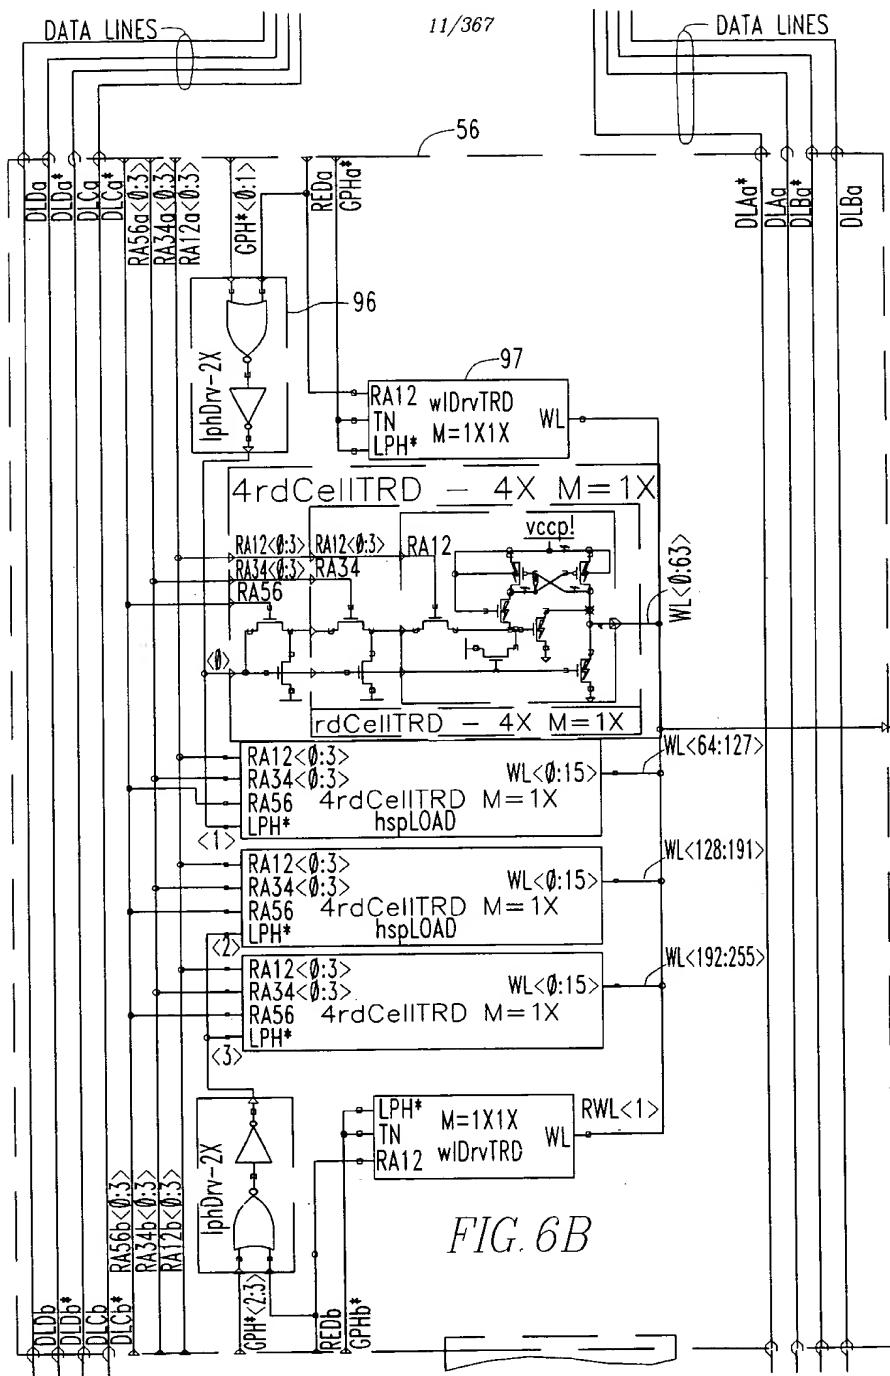 11/367
DATA LINES
DATA LINES
56
DLDa
DLDa*
DLCa
DLCa*
RA56a<0:3>
RA34a<0:3>
RA12a<0:3>
GPH*<0:1>
REDa
GPHa*
DLAa*
DLAa
DLBa*
DLBa
96
lphDrv-2X
97
RA12
TN
LPH*
wlDrvTRD
M=1X1X
WL
4rdCellTRD - 4X M=1X
vccp!
RA12<0:3>
RA12<0:3>
RA12
RA34<0:3>
RA34
RA56
<0>
WL<0:63>
rdCellTRD - 4X M=1X
RA12<0:3>
RA34<0:3>
RA56
LPH*
WL<0:15>
4rdCellTRD M=1X
hspLOAD
<1>
WL<64:127>
RA12<0:3>
RA34<0:3>
RA56
LPH*
WL<0:15>
4rdCellTRD M=1X
hspLOAD
<2>
WL<128:191>
RA12<0:3>
RA34<0:3>
RA56
LPH*
WL<0:15>
4rdCellTRD M=1X
<3>
WL<192:255>
LPH*
TN
RA12
M=1X1X
wlDrvTRD
WL
RWL<1>
lphDrv-2X
RA56b<0:3>
RA34b<0:3>
RA12b<0:3>
FIG. 6B
DLDb
DLDb*
DLCb
DLCb*
GPH*<2:3>
REDb
GPHb*